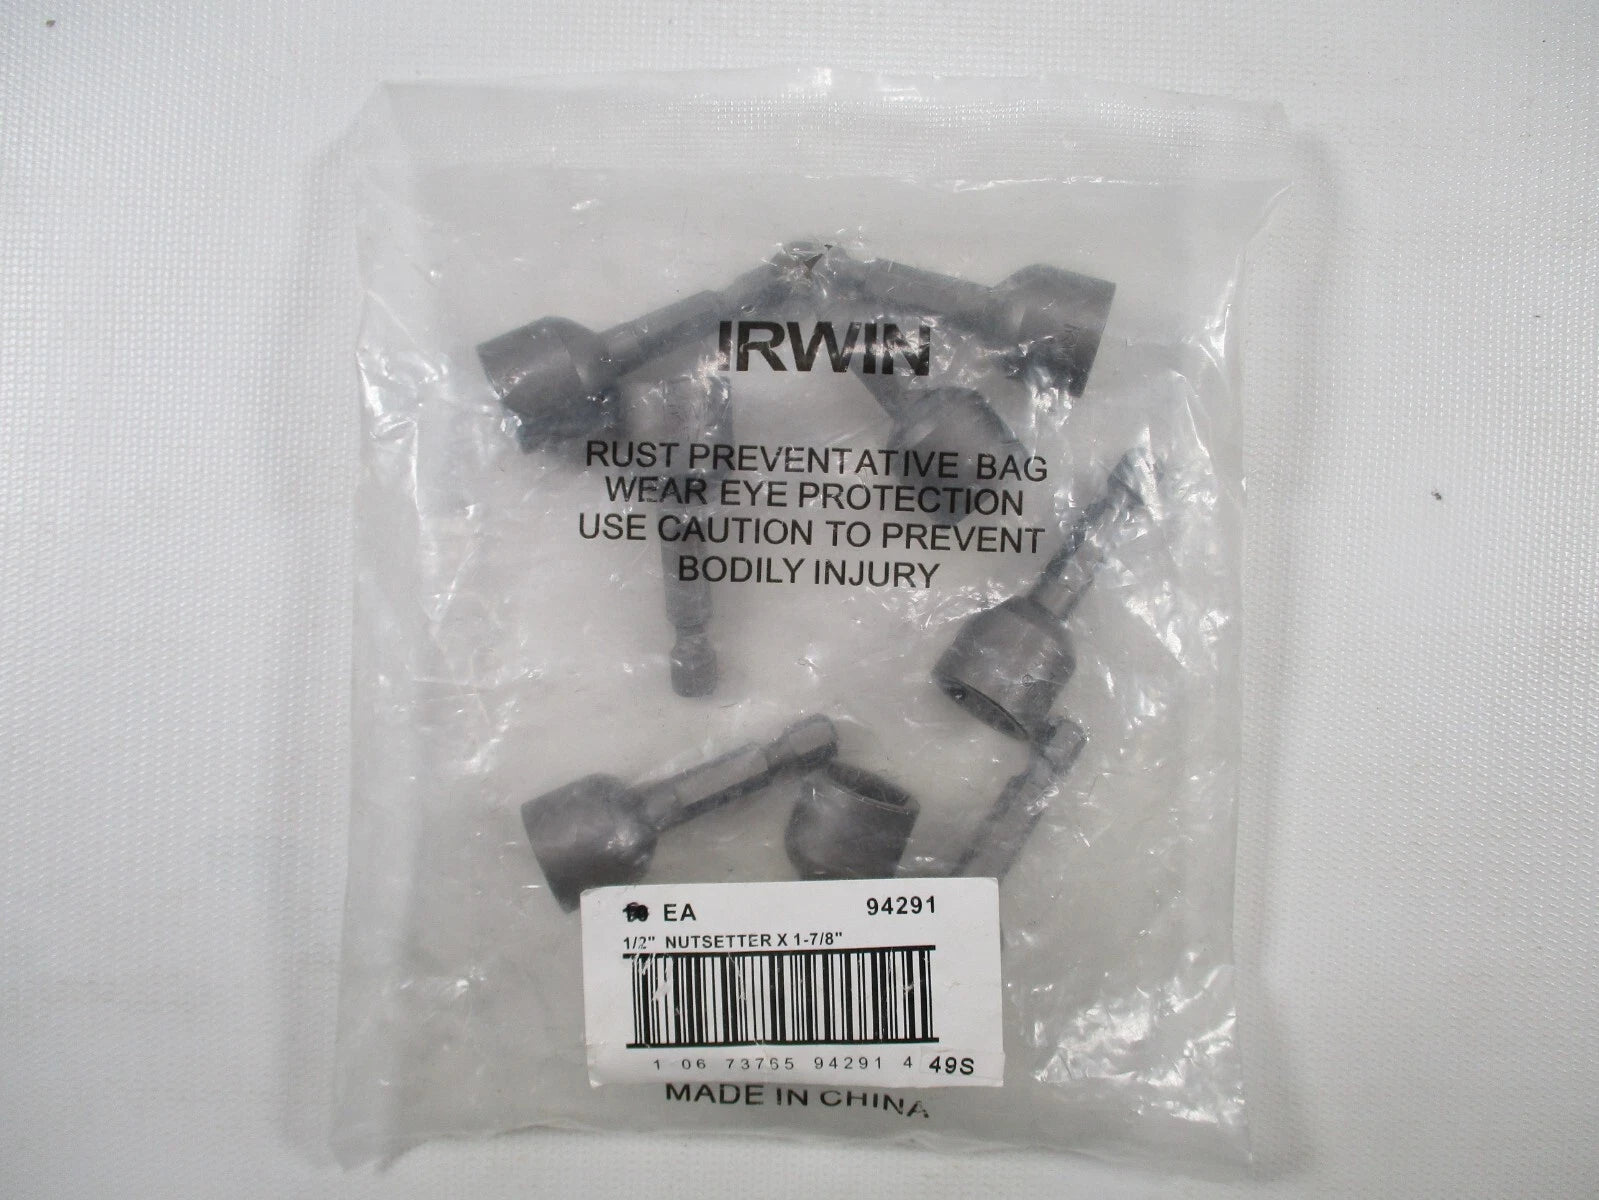 IRWIN
RUST PREVENTATIVE BAG
WEAR EYE PROTECTION
USE CAUTION TO PREVENT
BODILY INJURY
EA 94291
1/2" NUTSETTER X 1-7/8"
1 06 73765 94291 4 49S
MADE IN CHINA